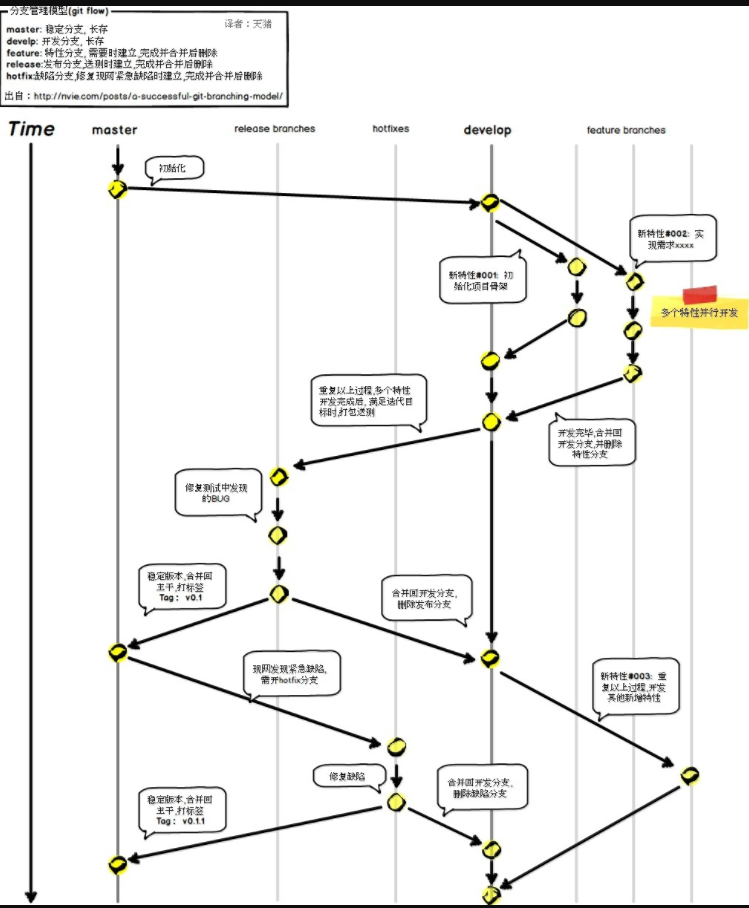 分支管理模型(git flow)
译者：天猪
master: 稳定分支, 长存
develp: 开发分支, 长存
feature: 特性分支, 需要时建立,完成并合并后删除
release:发布分支,送测时建立,完成并合并后删除
hotfix:缺陷分支,修复现网紧急缺陷时建立,完成并合并后删除
出自：http://nvie.com/posts/a-successful-git-branching-model/
Time
master
release branches
hotfixes
develop
feature branches
初始化
新特性#002: 实
现需求xxxx
新特性#001: 初
始化项目骨架
多个特性并行开发
重复以上过程,多个特性
开发完成后, 满足迭代目
标时,打包送测
开发完毕,合并回
开发分支,并删除
特性分支
修复测试中发现
的BUG
稳定版本,合并回
主干,打标签
Tag： v0.1
合并回开发分支,
删除发布分支
现网发现紧急缺陷,
需开hotfix分支
新特性#003: 重
复以上过程,开发
其他新增特性
修复缺陷
合并回开发分支,
删除缺陷分支
稳定版本,合并回
主干,打标签
Tag： v0.1.1